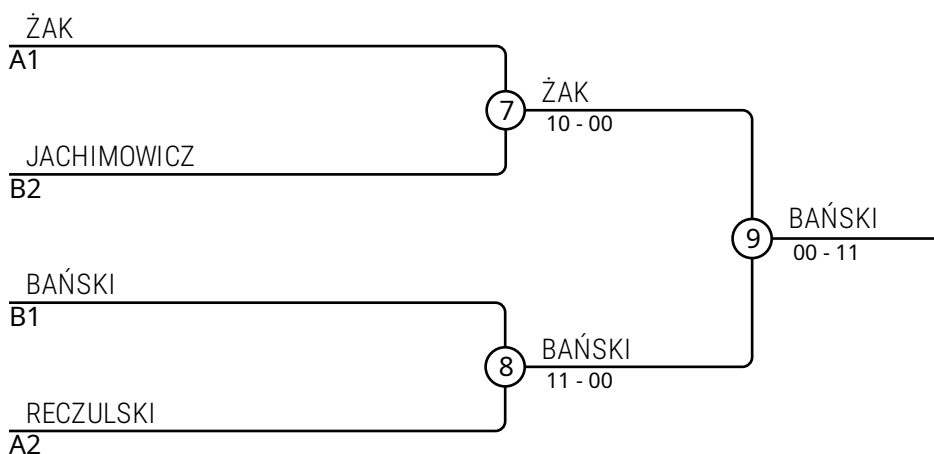 ŻAK
A1
7
ŻAK
10 - 00
JACHIMOWICZ
B2
9
BAŃSKI
00 - 11
BAŃSKI
B1
8
BAŃSKI
11 - 00
RECZULSKI
A2